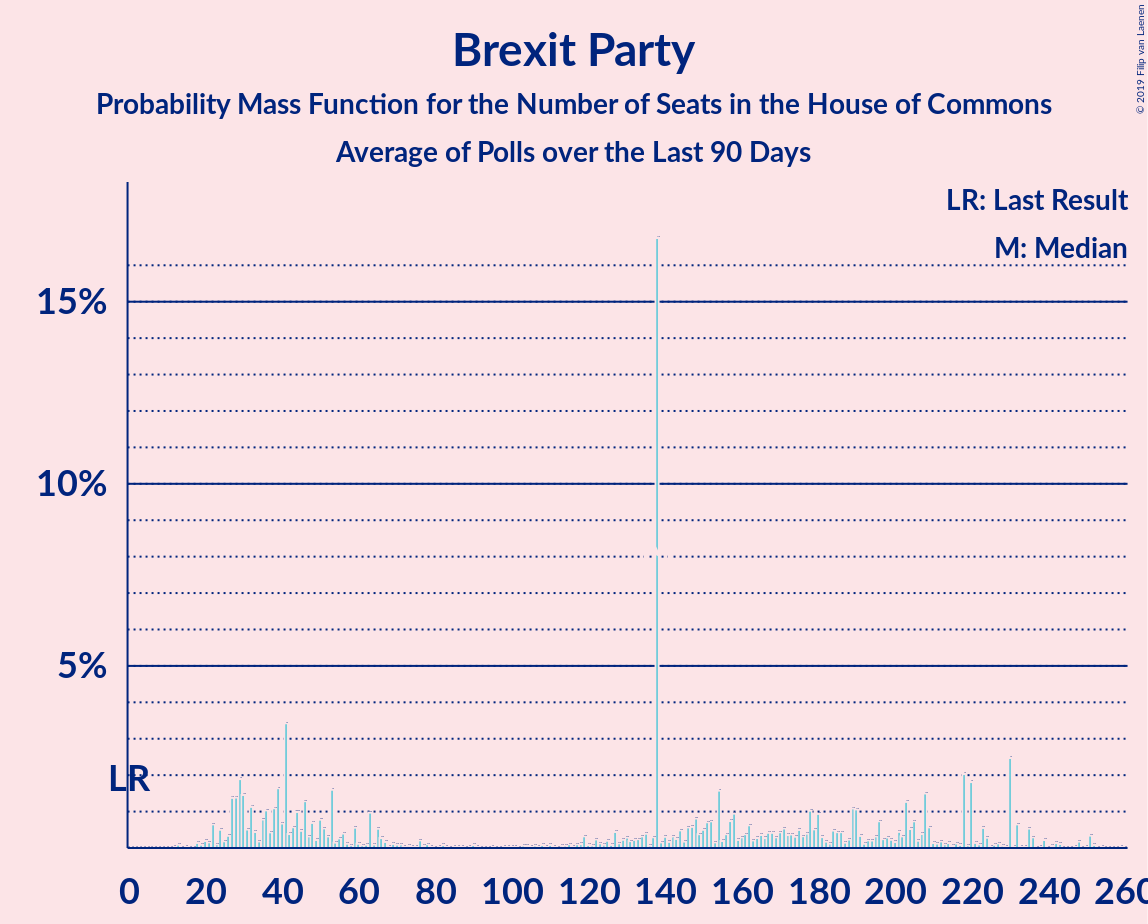 Brexit Party
Probability Mass Function for the Number of Seats in the House of Commons
Average of Polls over the Last 90 Days
© 2019 Filip van Laenen
LR: Last Result
M: Median
15%
10%
5%
LR
0 20 40 60 80 100 120 140 160 180 200 220 240 260